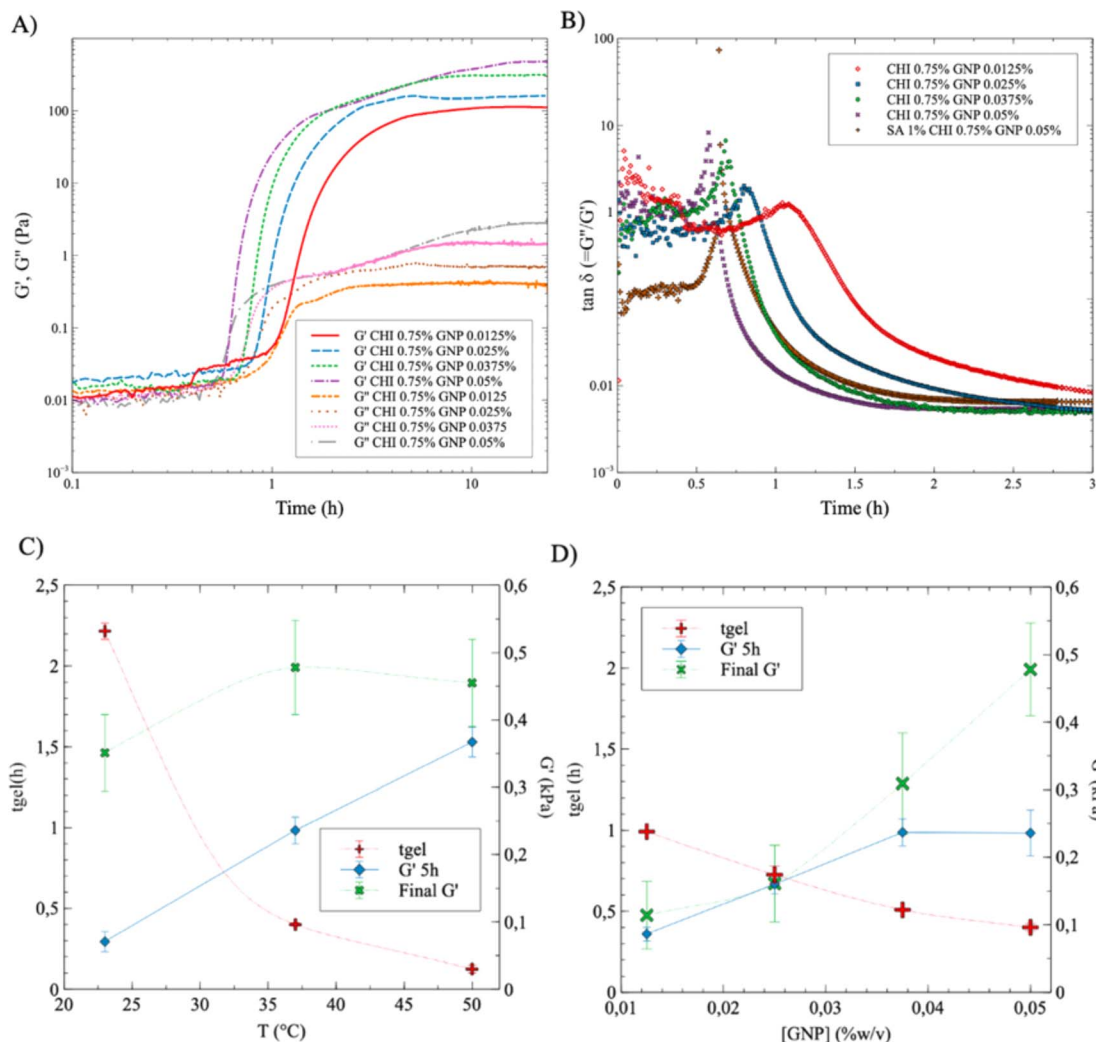 A)
G', G'' (Pa)
100
10
1
0.1
0.01
10⁻³
0.1
1
10
Time (h)
G' CHI 0.75% GNP 0.0125%
G' CHI 0.75% GNP 0.025%
G' CHI 0.75% GNP 0.0375%
G' CHI 0.75% GNP 0.05%
G'' CHI 0.75% GNP 0.0125
G'' CHI 0.75% GNP 0.025%
G'' CHI 0.75% GNP 0.0375
G'' CHI 0.75% GNP 0.05%
B)
tan δ (=G''/G')
100
10
1
0.1
0.01
10⁻³
0
0.5
1
1.5
2
2.5
3
Time (h)
CHI 0.75% GNP 0.0125%
CHI 0.75% GNP 0.025%
CHI 0.75% GNP 0.0375%
CHI 0.75% GNP 0.05%
SA 1% CHI 0.75% GNP 0.05%
C)
tgel(h)
2,5
2
1,5
1
0,5
0
20
25
30
35
40
45
50
T (°C)
0,6
0,5
0,4
0,3
0,2
0,1
0
G' (kPa)
tgel
G' 5h
Final G'
D)
tgel (h)
2,5
2
1,5
1
0,5
0
0,01
0,02
0,03
0,04
0,05
[GNP] (%w/v)
0,6
0,5
0,4
0,3
0,2
0,1
0
tgel
G' 5h
Final G'